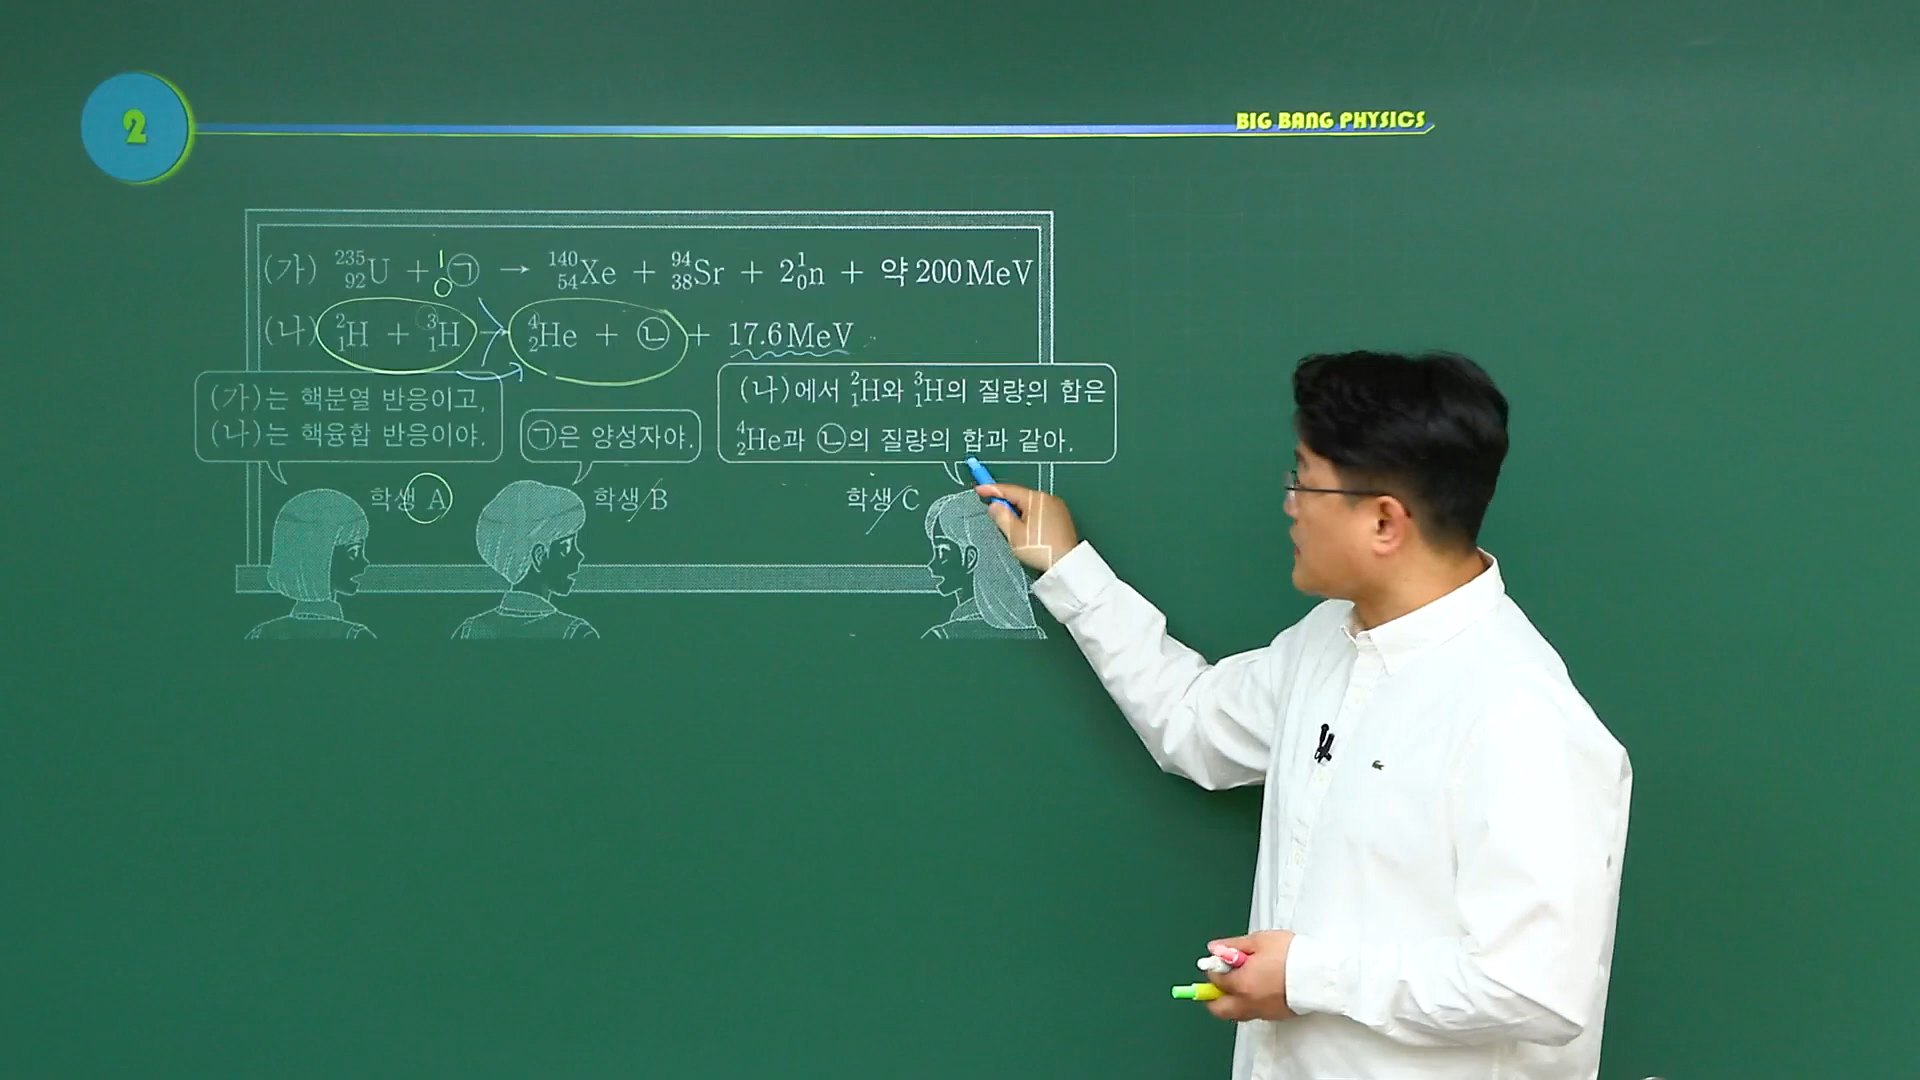 2
BIG BANG PHYSICS
(가) ²³⁵₉₂U + ¹₀㉠ → ¹⁴⁰₅₄Xe + ⁹⁴₃₈Sr + 2¹₀n + 약 200MeV
(나) ²₁H + ³₁H → ⁴₂He + ㉡ + 17.6MeV
(가)는 핵분열 반응이고,
(나)는 핵융합 반응이야.
㉠은 양성자야.
(나)에서 ²₁H와 ³₁H의 질량의 합은
⁴₂He과 ㉡의 질량의 합과 같아.
학생 A
학생 B
학생 C